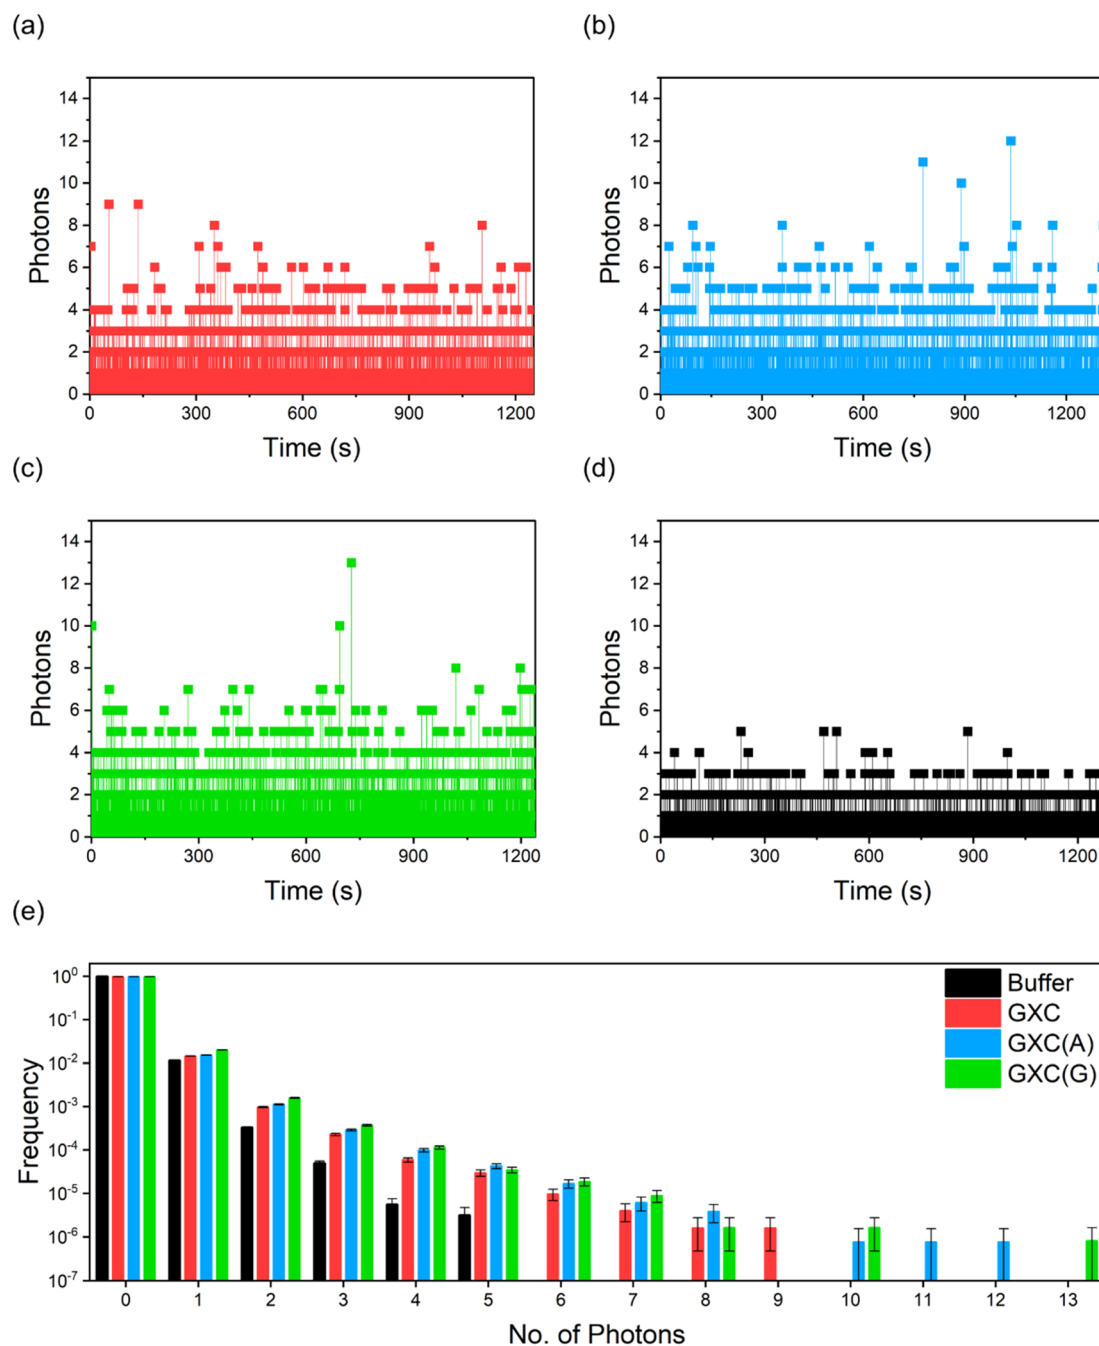 (a)
(b)
14
12
10
8
6
4
2
0
Photons
0 300 600 900 1200
Time (s)
14
12
10
8
6
4
2
0
Photons
0 300 600 900 1200
Time (s)
(c)
(d)
14
12
10
8
6
4
2
0
Photons
0 300 600 900 1200
Time (s)
14
12
10
8
6
4
2
0
Photons
0 300 600 900 1200
Time (s)
(e)
10⁰
10⁻¹
10⁻²
10⁻³
10⁻⁴
10⁻⁵
10⁻⁶
10⁻⁷
Frequency
Buffer
GXC
GXC(A)
GXC(G)
0 1 2 3 4 5 6 7 8 9 10 11 12 13
No. of Photons